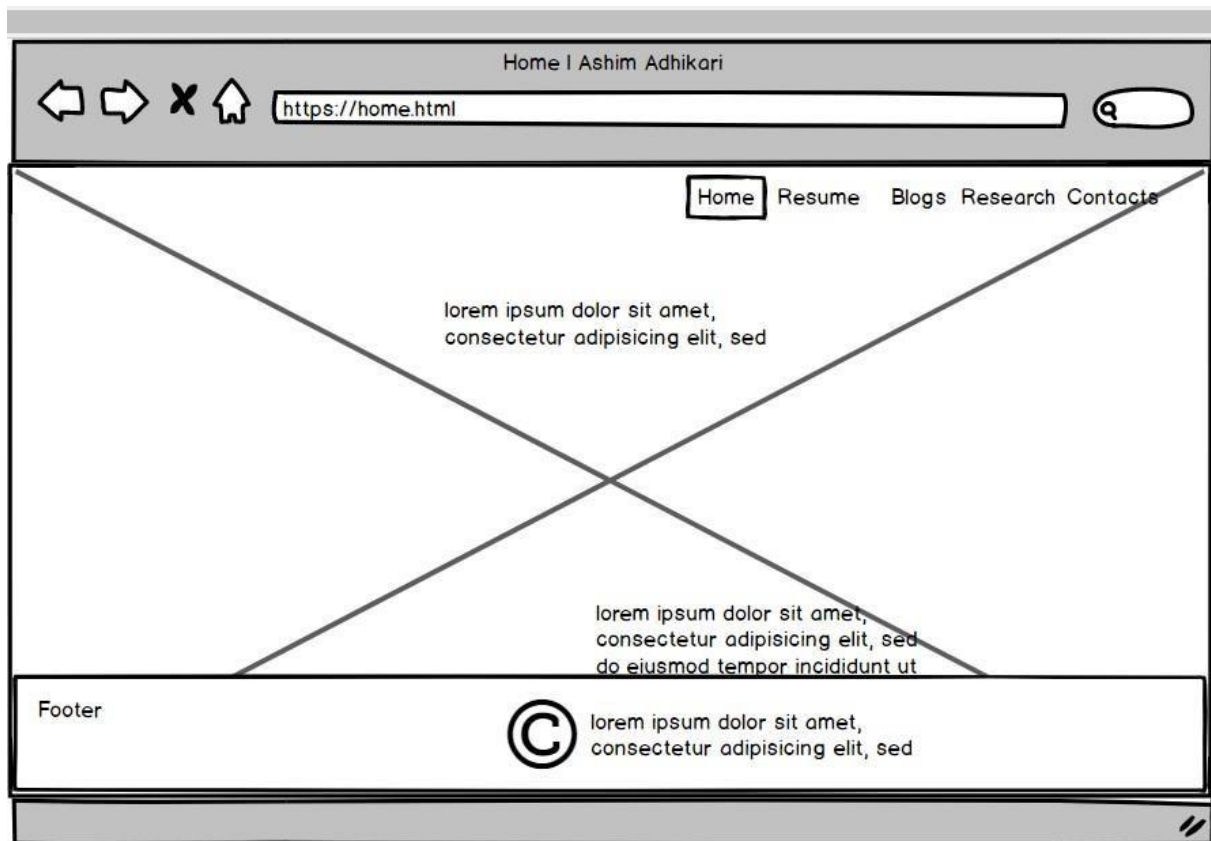 Home | Ashim Adhikari
https://home.html
Home Resume Blogs Research Contacts
lorem ipsum dolor sit amet,
consectetur adipisicing elit, sed
lorem ipsum dolor sit amet,
consectetur adipisicing elit, sed
do eiusmod tempor incididunt ut
Footer
© lorem ipsum dolor sit amet,
consectetur adipisicing elit, sed